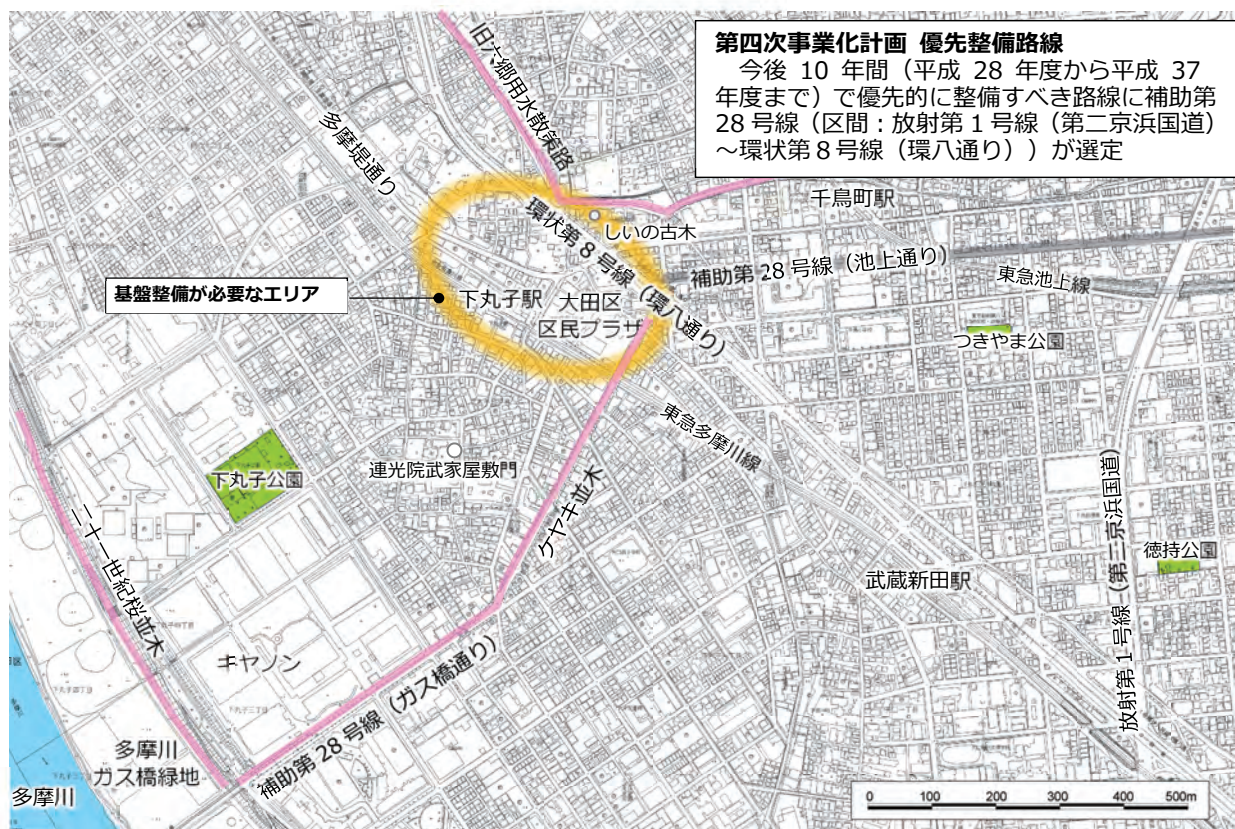 第四次事業化計画 優先整備路線
今後 10 年間（平成 28 年度から平成 37
年度まで）で優先的に整備すべき路線に補助第
28 号線（区間：放射第 1 号線（第二京浜国道）
～環状第 8 号線（環八通り））が選定
旧六郷用水散策路
多摩堤通り
千鳥町駅
環状第 8 号線（環八通り）
しいの古木
補助第 28 号線（池上通り）
東急池上線
基盤整備が必要なエリア
下丸子駅
大田区
区民プラザ
つきやま公園
東急多摩川線
連光院武家屋敷門
下丸子公園
ケヤキ並木
放射第 1 号線（第二京浜国道）
徳持公園
武蔵新田駅
二十一世紀桜並木
キヤノン
下丸子四丁目
下丸子三丁目
補助第 28 号線（ガス橋通り）
多摩川
ガス橋緑地
多摩川
0 100 200 300 400 500m